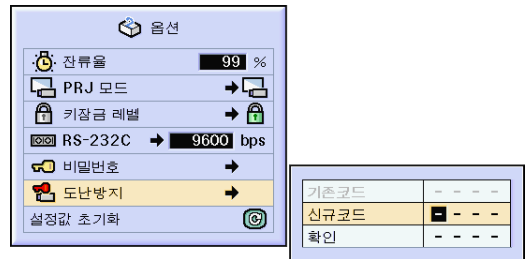 옵션
잔류율 99 %
PRJ 모드
키잠금 레벨
RS-232C 9600 bps
비밀번호
도난방지
설정값 초기화
기존코드 - - - -
신규코드 - - - -
확인 - - - -